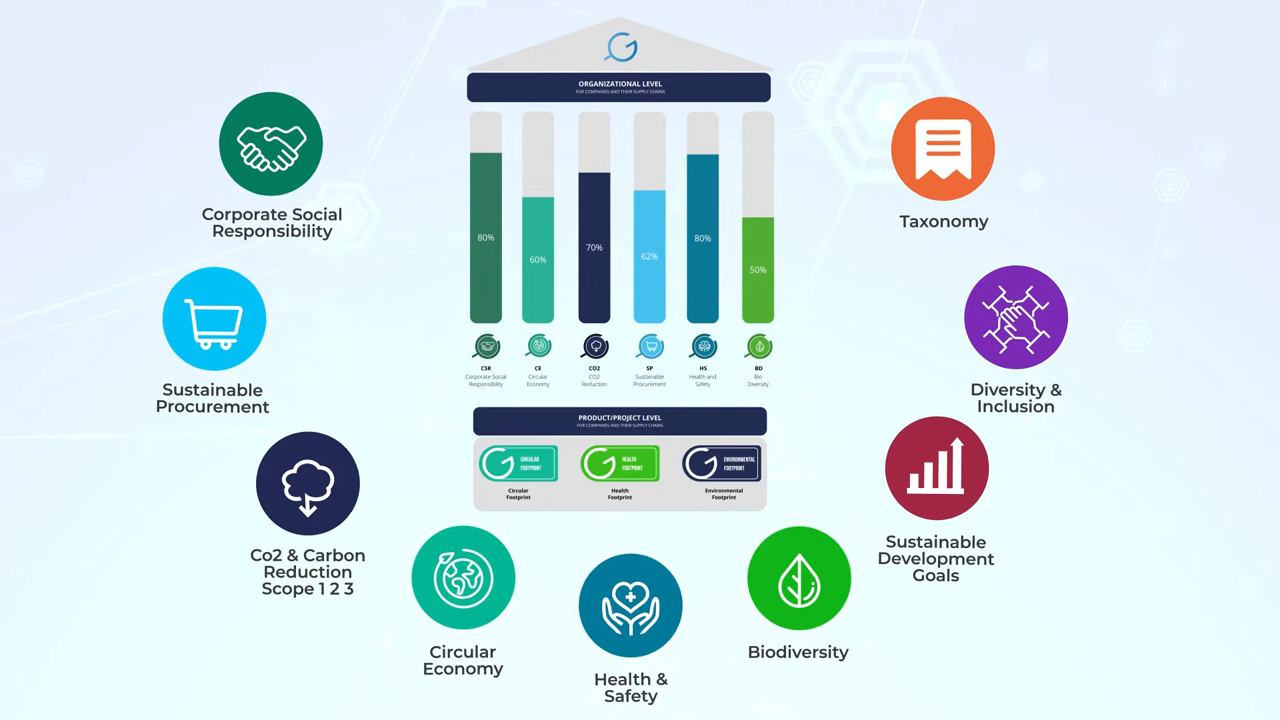 ORGANIZATIONAL LEVEL
FOR COMPANIES AND THEIR SUPPLY CHAINS
80%
60%
70%
62%
80%
50%
CSR
Corporate Social
Responsibility
CE
Circular
Economy
CO2
CO2
Reduction
SP
Sustainable
Procurement
HS
Health and
Safety
BD
Bio
Diversity
PRODUCT/PROJECT LEVEL
FOR COMPANIES AND THEIR SUPPLY CHAINS
CIRCULAR
FOOTPRINT
HEALTH
FOOTPRINT
ENVIRONMENTAL
FOOTPRINT
Circular
Footprint
Health
Footprint
Environmental
Footprint
Corporate Social
Responsibility
Sustainable
Procurement
Co2 & Carbon
Reduction
Scope 1 2 3
Circular
Economy
Health &
Safety
Biodiversity
Sustainable
Development
Goals
Diversity &
Inclusion
Taxonomy